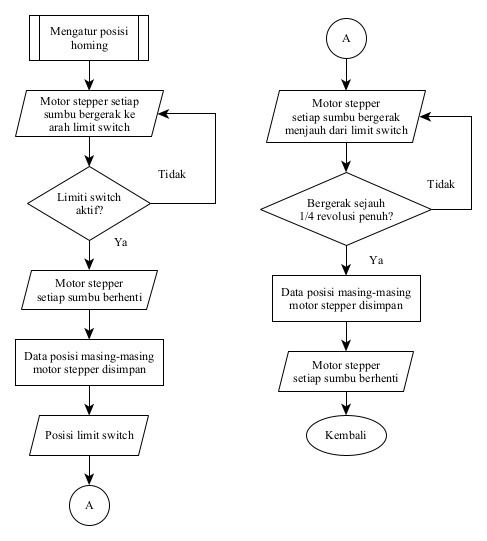 Mengatur posisi
homing
Motor stepper setiap
sumbu bergerak ke
arah limit switch
Tidak
Limiti switch
aktif?
Ya
Motor stepper
setiap sumbu berhenti
Data posisi masing-masing
motor stepper disimpan
Posisi limit switch
A
A
Motor stepper
setiap sumbu bergerak
menjauh dari limit switch
Tidak
Bergerak sejauh
1/4 revolusi penuh?
Ya
Data posisi masing-masing
motor stepper disimpan
Motor stepper
setiap sumbu berhenti
Kembali